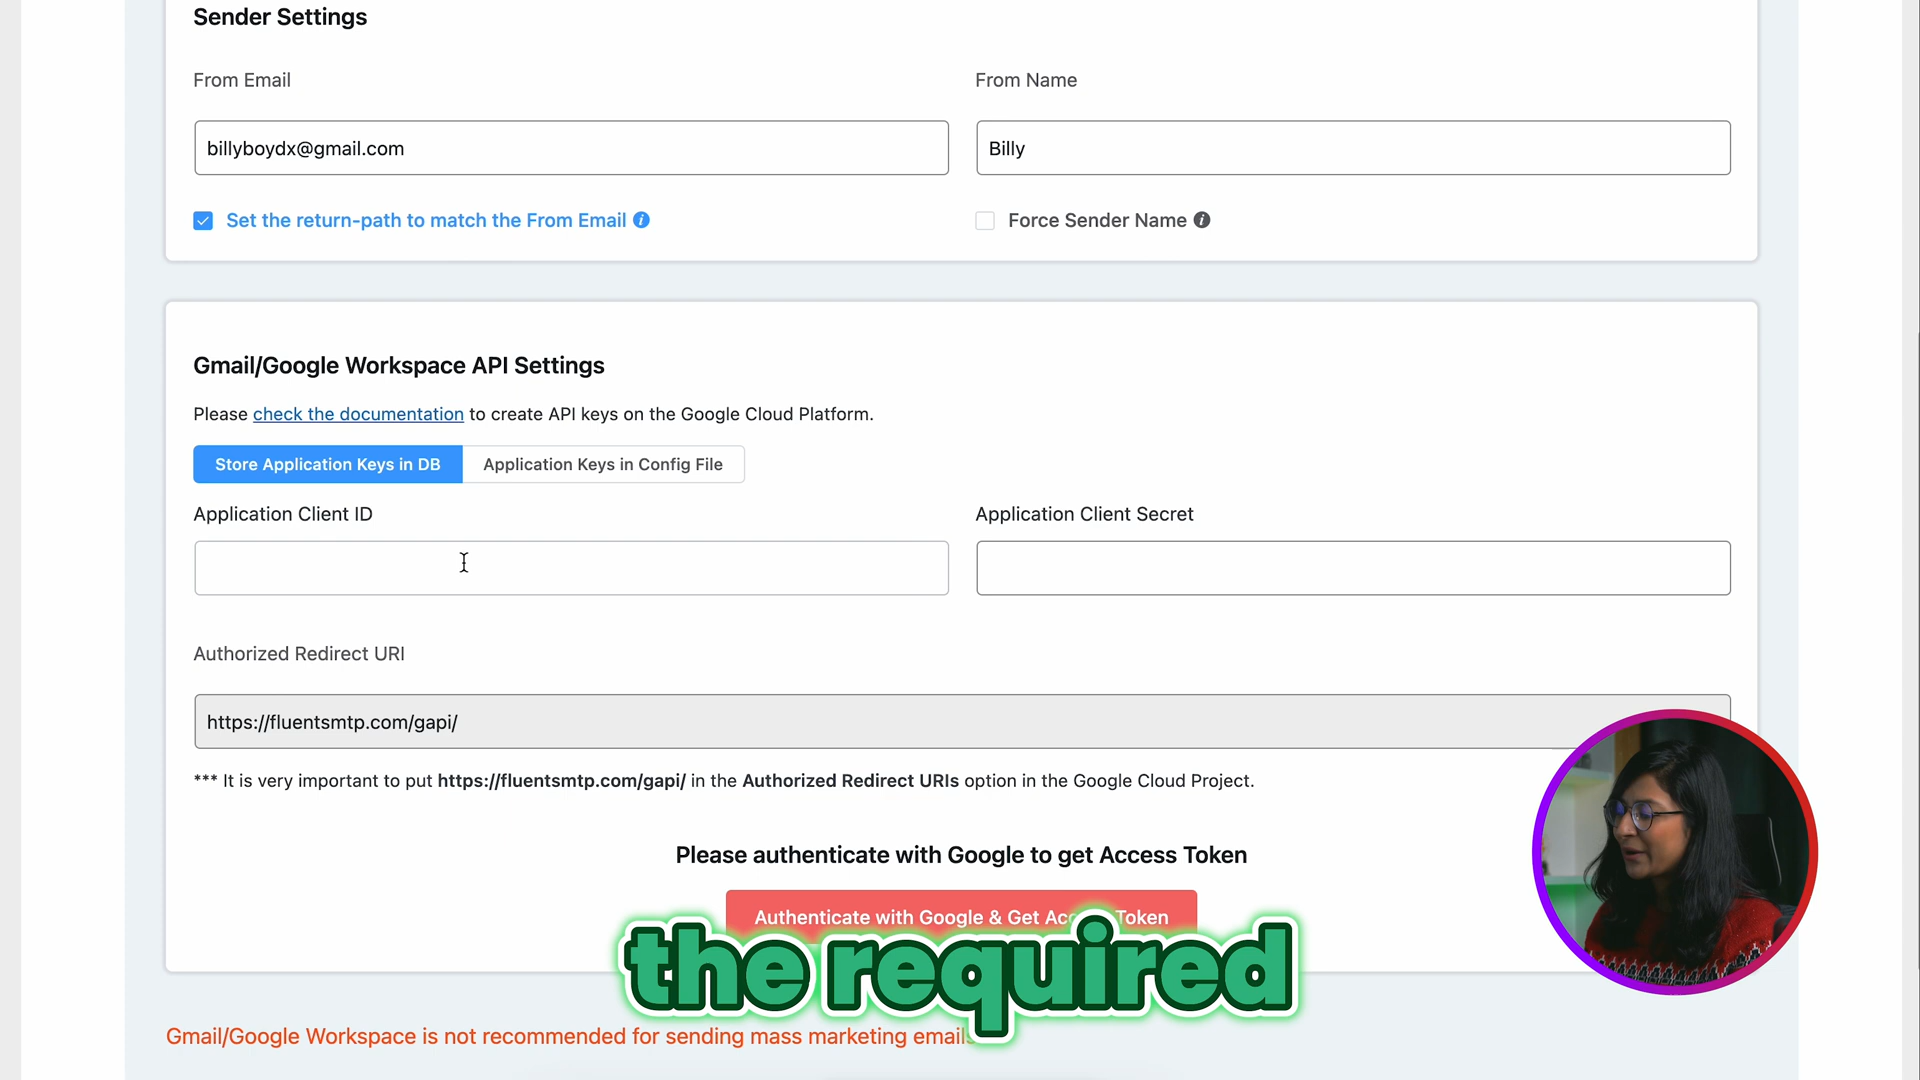 Sender Settings
From Email
From Name
billyboydx@gmail.com
Billy
Set the return-path to match the From Email
Force Sender Name
Gmail/Google Workspace API Settings
Please check the documentation to create API keys on the Google Cloud Platform.
Store Application Keys in DB
Application Keys in Config File
Application Client ID
Application Client Secret
Authorized Redirect URI
https://fluentsmtp.com/gapi/
*** It is very important to put https://fluentsmtp.com/gapi/ in the Authorized Redirect URIs option in the Google Cloud Project.
Please authenticate with Google to get Access Token
Authenticate with Google & Get Access Token
the required
Gmail/Google Workspace is not recommended for sending mass marketing emails